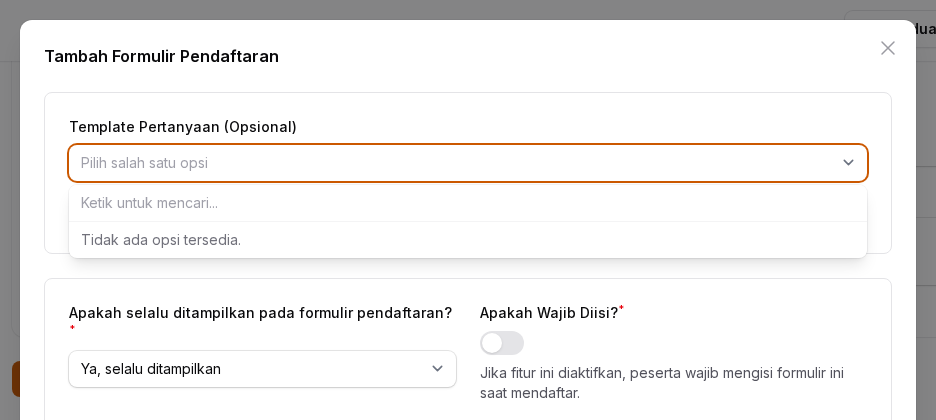 dua
Tambah Formulir Pendaftaran
Template Pertanyaan (Opsional)
Pilih salah satu opsi
Ketik untuk mencari...
Tidak ada opsi tersedia.
Apakah selalu ditampilkan pada formulir pendaftaran?
*
Ya, selalu ditampilkan
Apakah Wajib Diisi?*
Jika fitur ini diaktifkan, peserta wajib mengisi formulir ini
saat mendaftar.